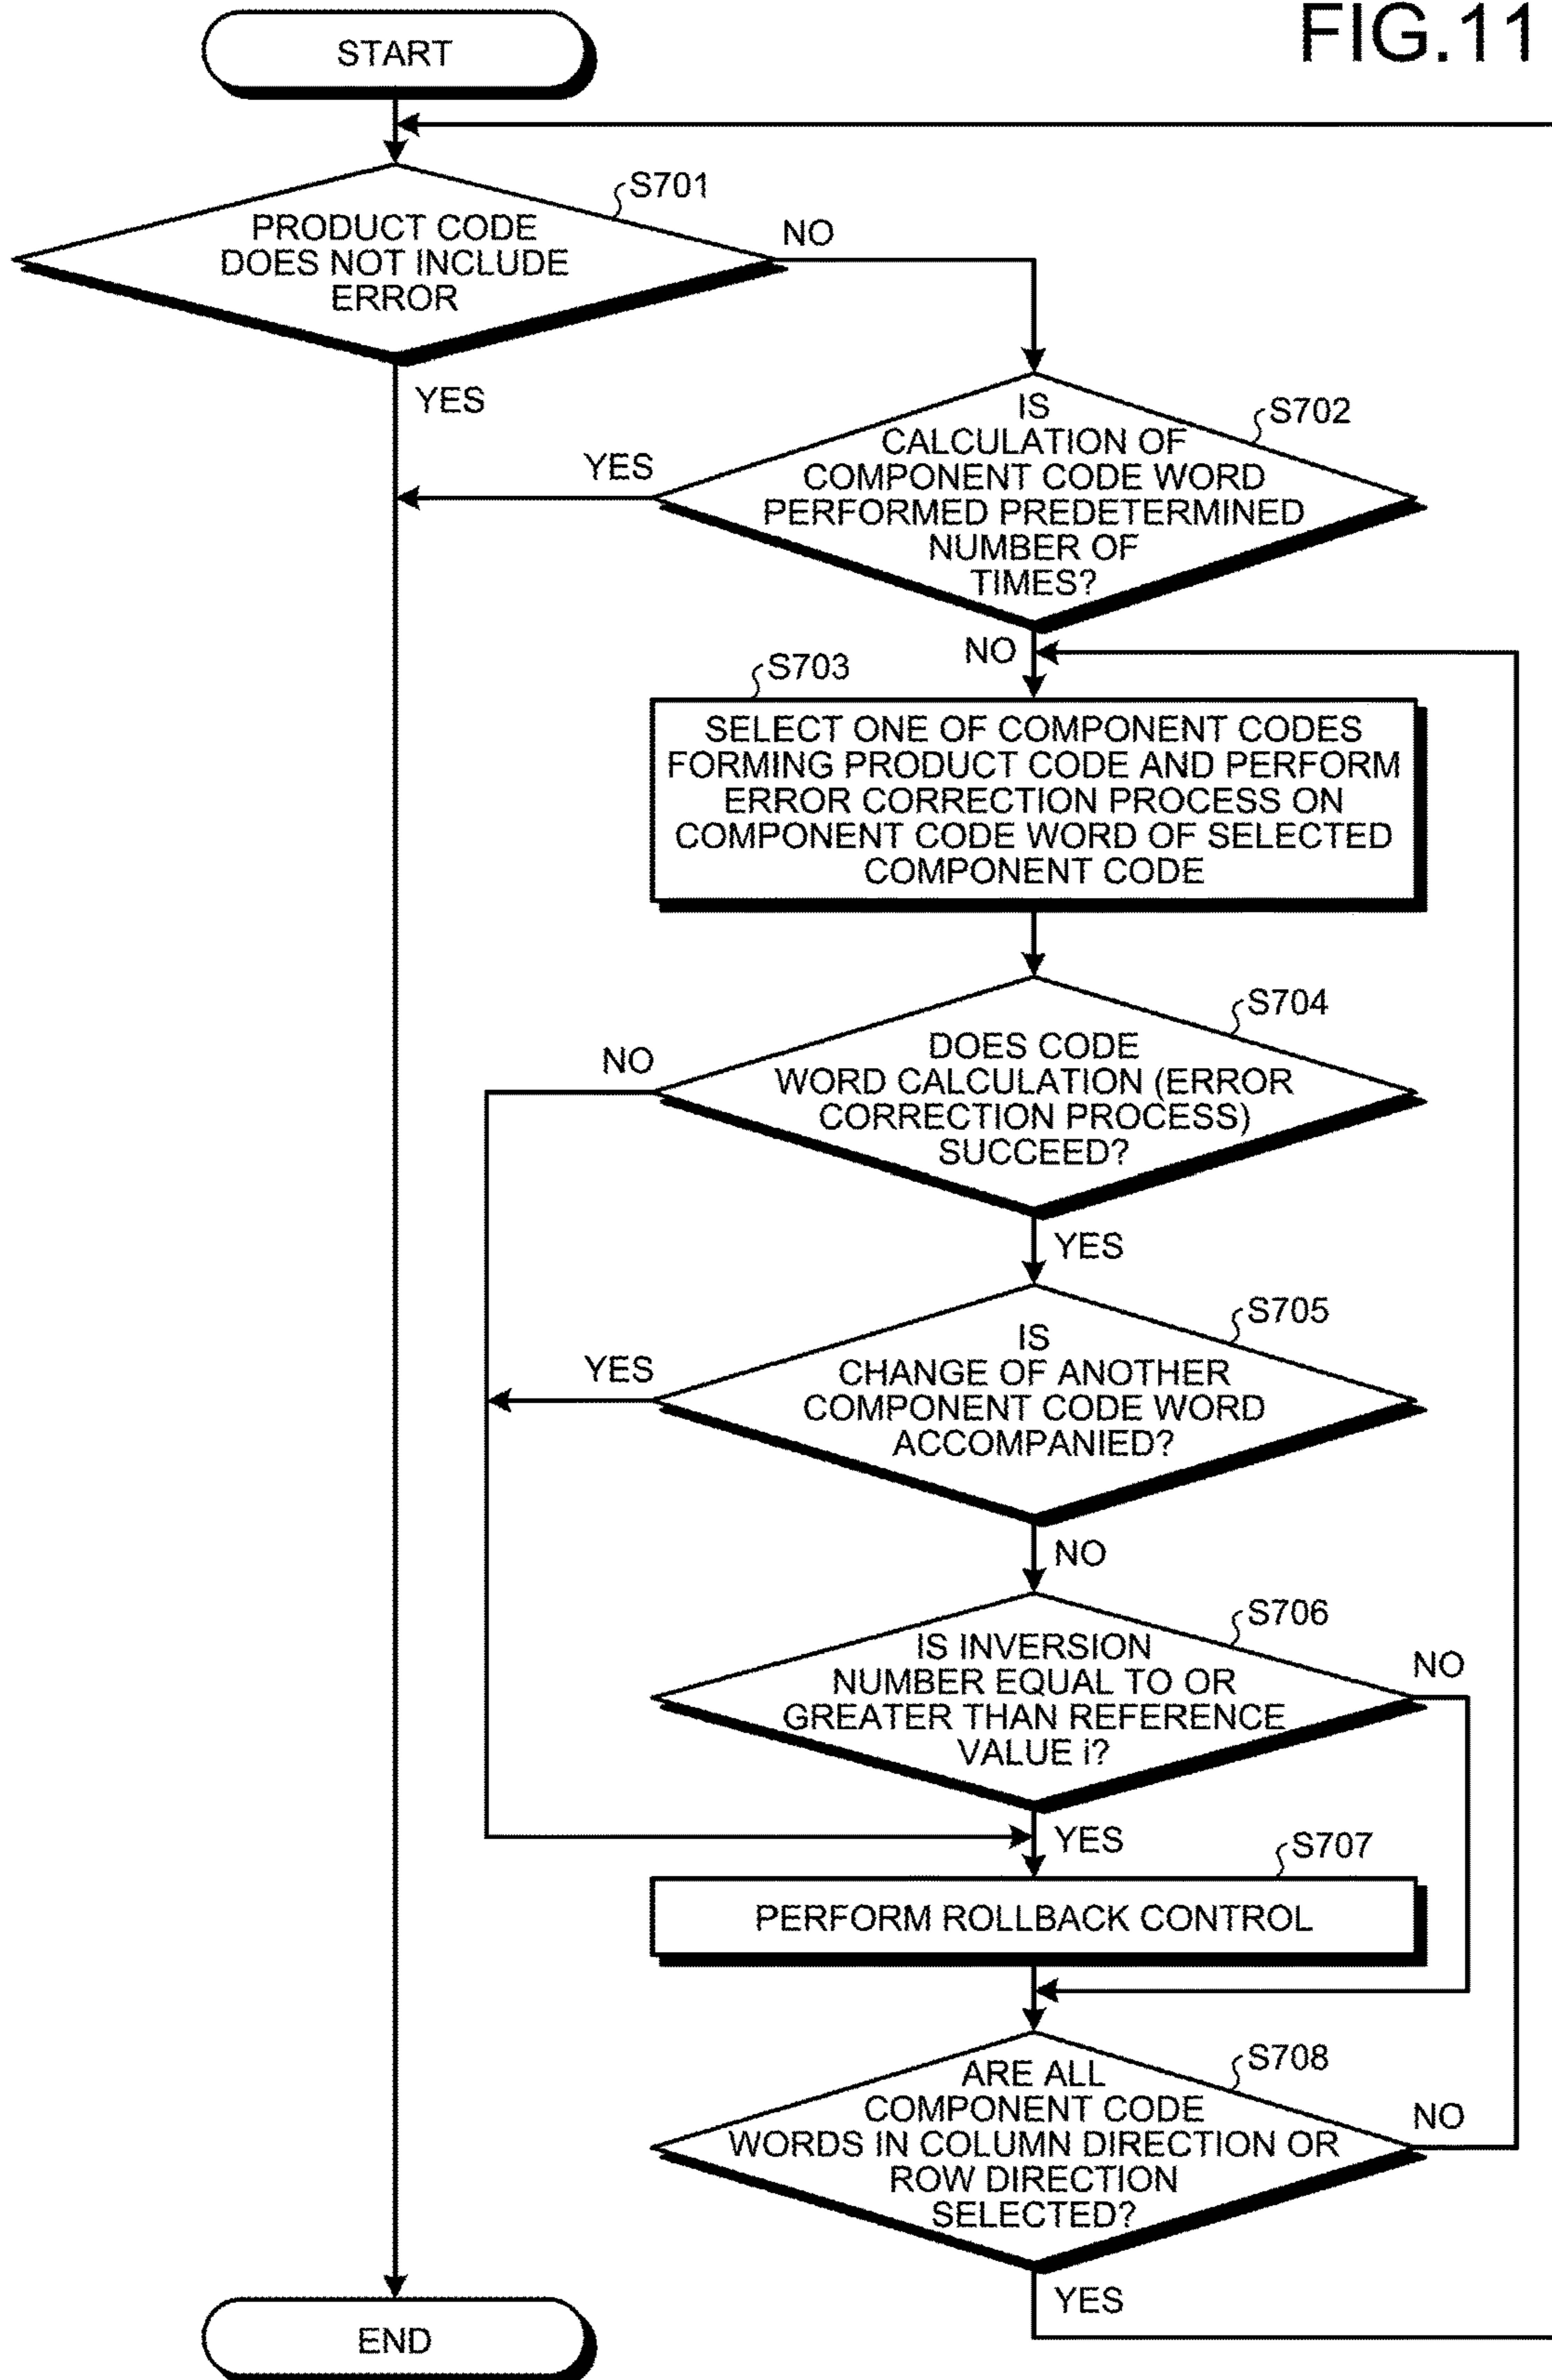 FIG.11
START
S701
PRODUCT CODE
DOES NOT INCLUDE
ERROR
NO
YES
S702
IS
CALCULATION OF
COMPONENT CODE WORD
PERFORMED PREDETERMINED
NUMBER OF
TIMES?
YES
NO
S703
SELECT ONE OF COMPONENT CODES
FORMING PRODUCT CODE AND PERFORM
ERROR CORRECTION PROCESS ON
COMPONENT CODE WORD OF SELECTED
COMPONENT CODE
S704
DOES CODE
WORD CALCULATION (ERROR
CORRECTION PROCESS)
SUCCEED?
NO
YES
S705
IS
CHANGE OF ANOTHER
COMPONENT CODE WORD
ACCOMPANIED?
YES
NO
S706
IS INVERSION
NUMBER EQUAL TO OR
GREATER THAN REFERENCE
VALUE i?
NO
YES
S707
PERFORM ROLLBACK CONTROL
S708
ARE ALL
COMPONENT CODE
WORDS IN COLUMN DIRECTION OR
ROW DIRECTION
SELECTED?
NO
YES
END